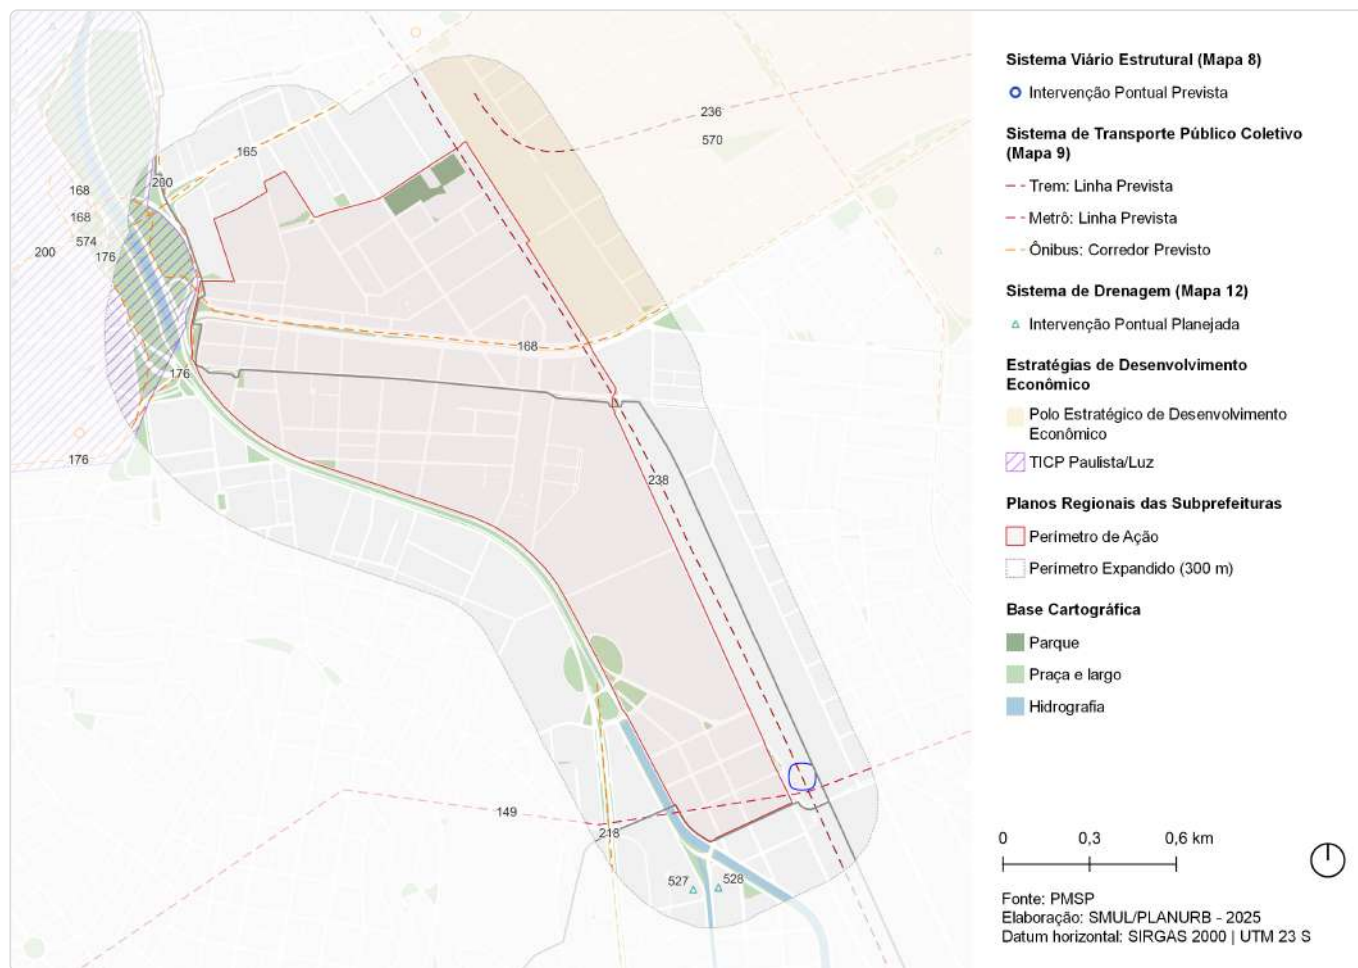 Sistema Viário Estrutural (Mapa 8)
Intervenção Pontual Prevista
Sistema de Transporte Público Coletivo
(Mapa 9)
Trem: Linha Prevista
Metrô: Linha Prevista
Ônibus: Corredor Previsto
Sistema de Drenagem (Mapa 12)
Intervenção Pontual Planejada
Estratégias de Desenvolvimento
Econômico
Polo Estratégico de Desenvolvimento
Econômico
TICP Paulista/Luz
Planos Regionais das Subprefeituras
Perímetro de Ação
Perímetro Expandido (300 m)
Base Cartográfica
Parque
Praça e largo
Hidrografia
0 0,3 0,6 km
Fonte: PMSP
Elaboração: SMUL/PLANURB - 2025
Datum horizontal: SIRGAS 2000 | UTM 23 S
236
570
165
200
168
168
574
200
176
168
176
176
238
149
218
527
528